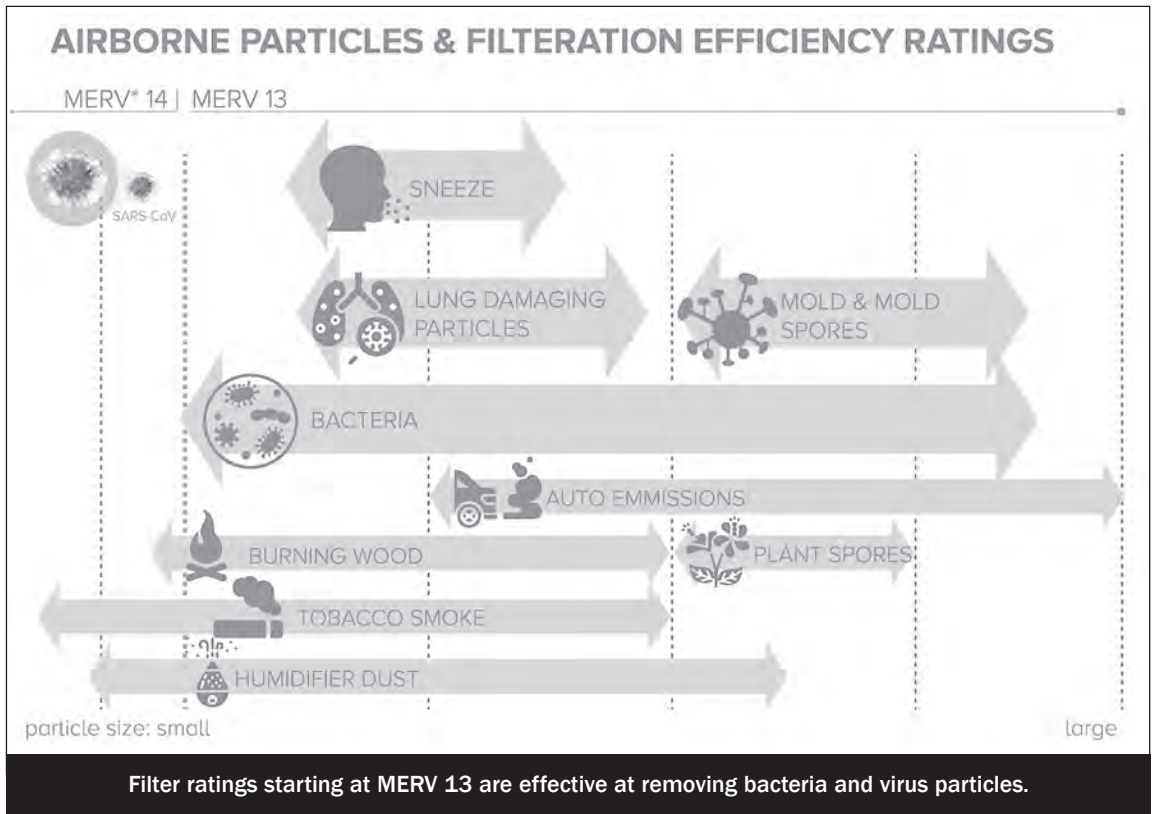 AIRBORNE PARTICLES & FILTERATION EFFICIENCY RATINGS
MERV* 14 | MERV 13
SARS-CoV
SNEEZE
LUNG DAMAGING
PARTICLES
MOLD & MOLD
SPORES
BACTERIA
AUTO EMMISSIONS
BURNING WOOD
PLANT SPORES
TOBACCO SMOKE
HUMIDIFIER DUST
particle size: small
large
Filter ratings starting at MERV 13 are effective at removing bacteria and virus particles.